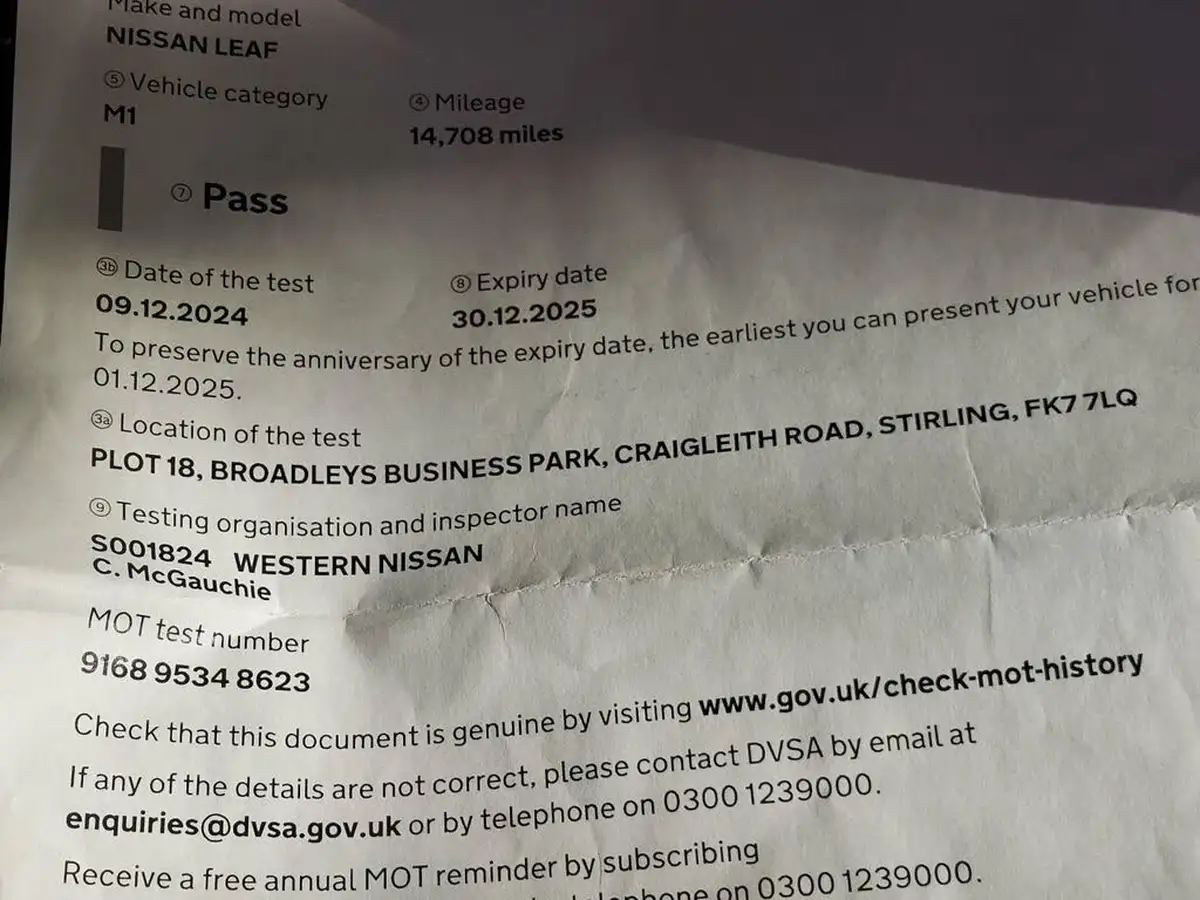 Make and model
NISSAN LEAF
⑤ Vehicle category
M1
④ Mileage
14,708 miles
⑦ Pass
3b Date of the test
09.12.2024
⑧ Expiry date
30.12.2025
To preserve the anniversary of the expiry date, the earliest you can present your vehicle for
01.12.2025.
3a Location of the test
PLOT 18, BROADLEYS BUSINESS PARK, CRAIGLEITH ROAD, STIRLING, FK7 7LQ
⑨ Testing organisation and inspector name
S001824 WESTERN NISSAN
C. McGauchie
MOT test number
9168 9534 8623
Check that this document is genuine by visiting www.gov.uk/check-mot-history
If any of the details are not correct, please contact DVSA by email at
enquiries@dvsa.gov.uk or by telephone on 0300 1239000.
Receive a free annual MOT reminder by subscribing
on 0300 1239000.